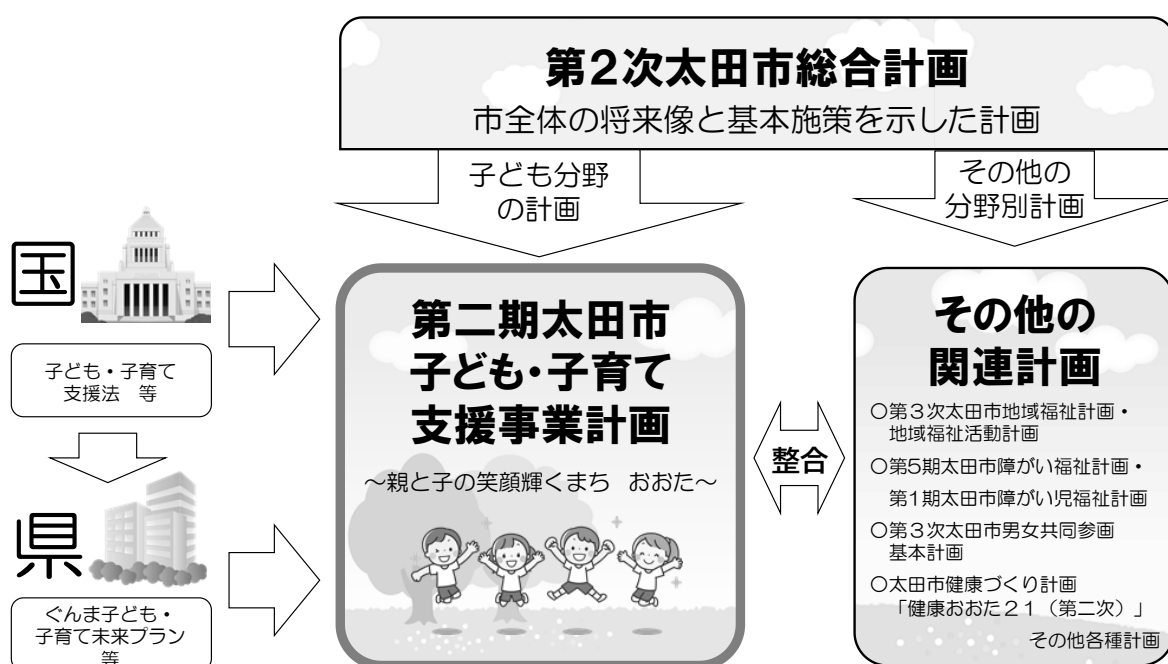 第２次太田市総合計画
市全体の将来像と基本施策を示した計画
子ども分野
の計画
その他の
分野別計画
国
子ども・子育て
支援法　等
県
ぐんま子ども・
子育て未来プラン
等
第二期太田市
子ども・子育て
支援事業計画
～親と子の笑顔輝くまち　おおた～
整合
その他の
関連計画
○第３次太田市地域福祉計画・
地域福祉活動計画
○第5期太田市障がい福祉計画・
第1期太田市障がい児福祉計画
○第３次太田市男女共同参画
基本計画
○太田市健康づくり計画
「健康おおた２１（第二次）」
その他各種計画